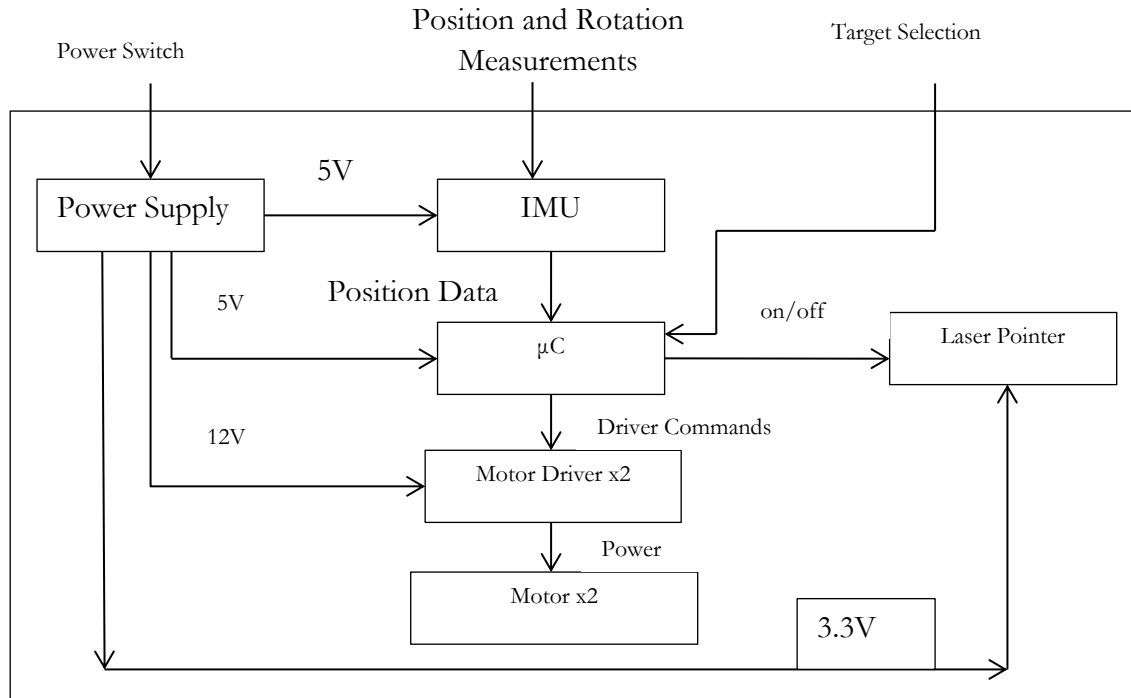 Power Switch
Position and Rotation
Measurements
Target Selection
5V
Power Supply
IMU
5V
Position Data
on/off
µC
Laser Pointer
12V
Driver Commands
Motor Driver x2
Power
Motor x2
3.3V